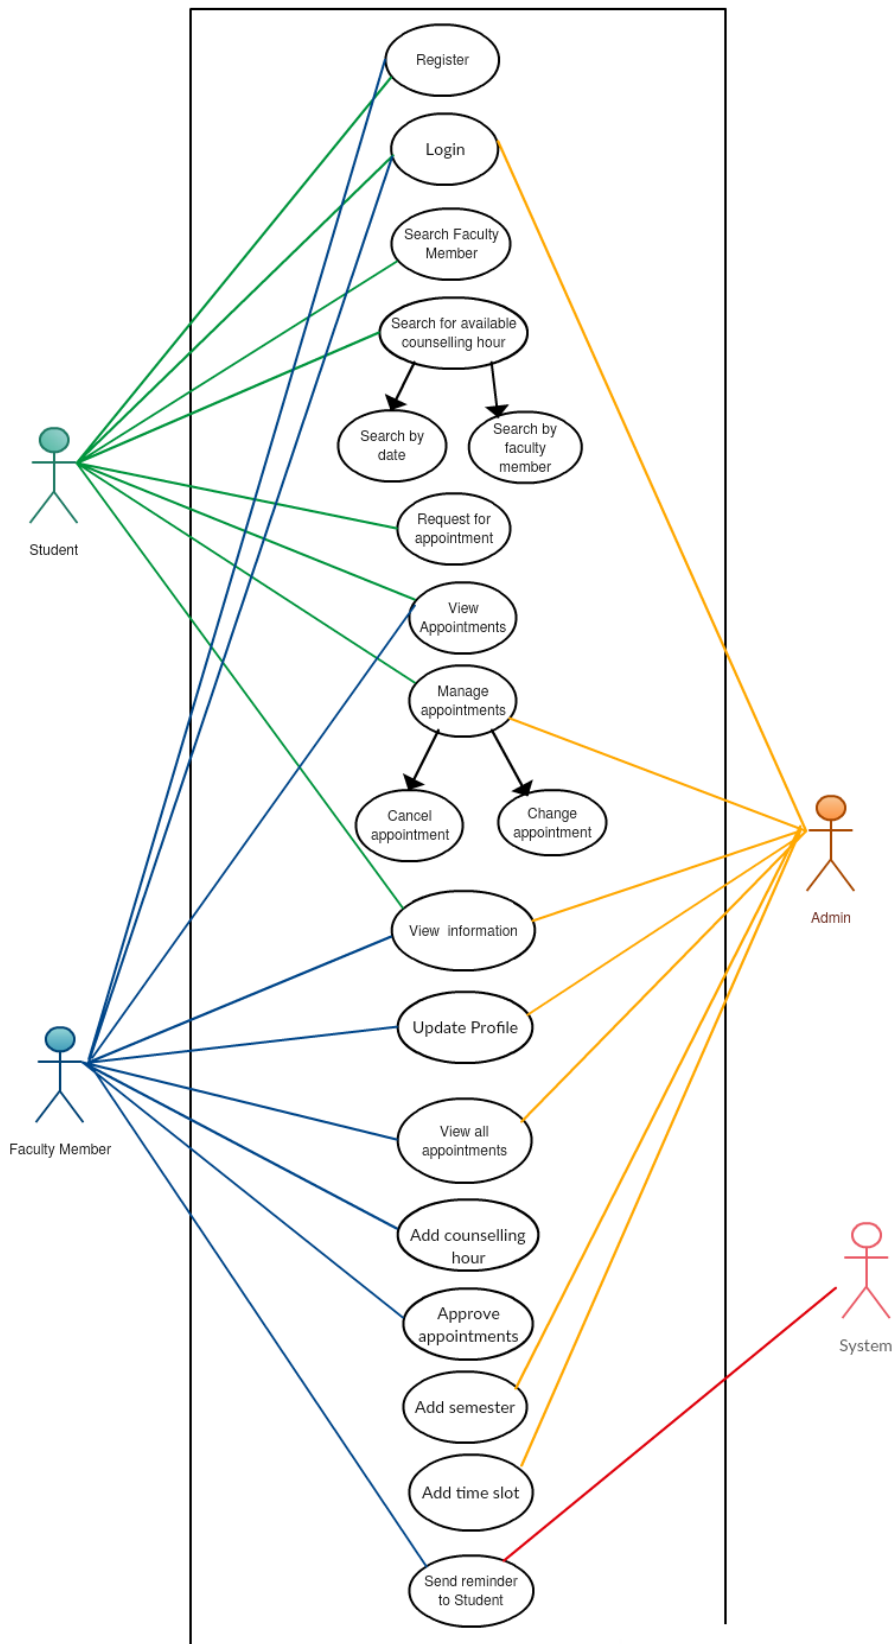 Register
Login
Search Faculty
Member
Search for available
counselling hour
Search by
date
Search by
faculty
member
Request for
appointment
Student
View
Appointments
Manage
appointments
Cancel
appointment
Change
appointment
Admin
View information
Update Profile
Faculty Member
View all
appointments
Add counselling
hour
Approve
appointments
System
Add semester
Add time slot
Send reminder
to Student